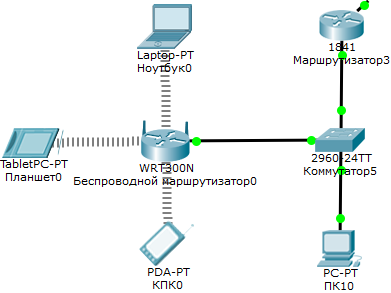 Laptop-PT
Ноутбук0
1841
Маршрутизатор3
TabletPC-PT
Планшет0
WRT300N
Беспроводной маршрутизатор0
2960-24TT
Коммутатор5
PDA-PT
КПК0
PC-PT
ПК10